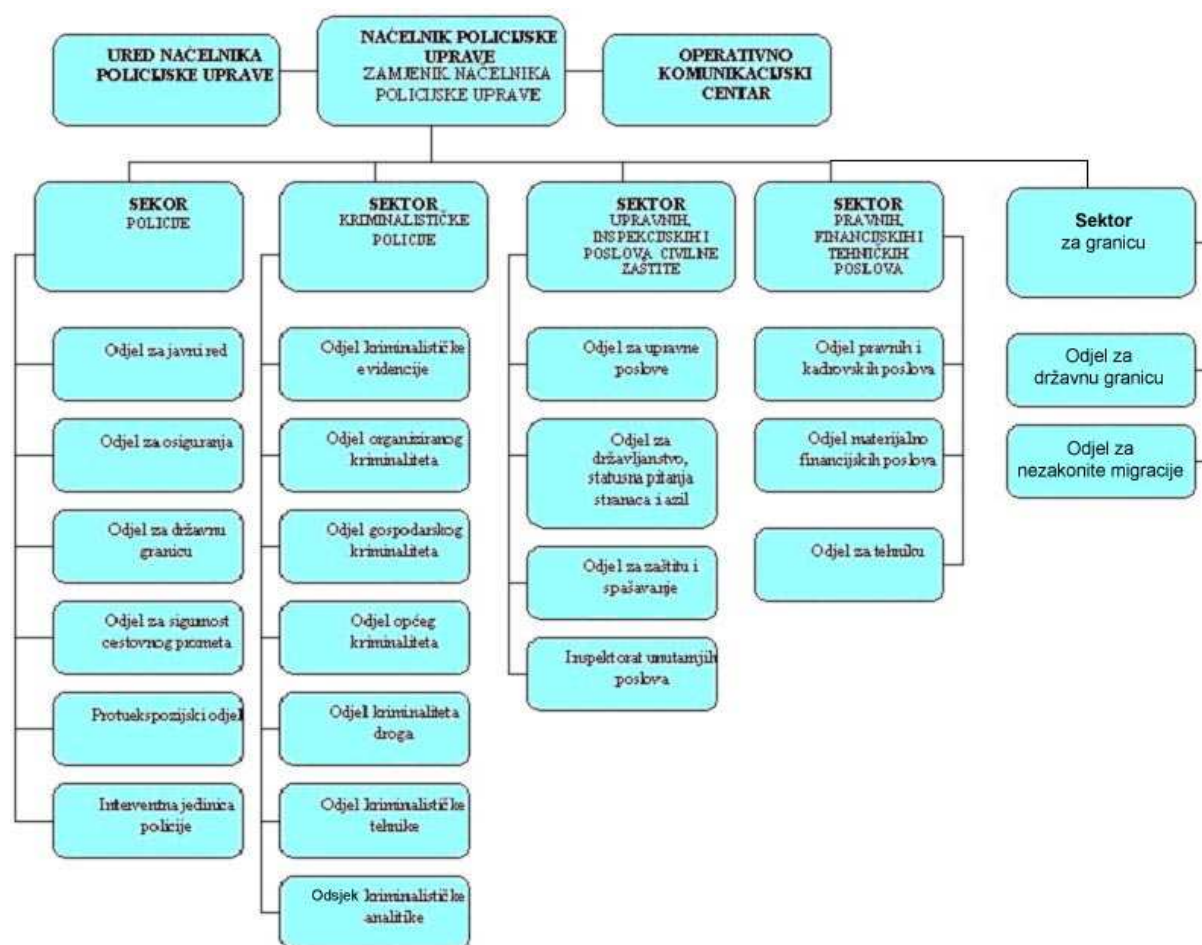 URED NAČELNIKA
POLICIJSKE UPRAVE
NAČELNIK POLICIJSKE
UPRAVE
ZAMJENIK NAČELNIKA
POLICIJSKE UPRAVE
OPERATIVNO
KOMUNIKACIJSKI
CENTAR
SEKOR
POLICIJE
Odjel za javni red
Odjel za osiguranja
Odjel za državnu
granicu
Odjel za sigurnost
cestovnog prometa
Protuekspozijski odjel
Interventna jedinica
policije
SEKTOR
KRIMINALISTIČKE
POLICIJE
Odjel kriminalističke
evidencije
Odjel organiziranog
kriminaliteta
Odjel gospodarskog
kriminaliteta
Odjel općeg
kriminaliteta
Odjel kriminaliteta
droga
Odjel kriminalističke
tehnike
Odsjek kriminalističke
analitike
SEKTOR
UPRAVNIH,
INSPEKCIJSKIH I
POSLOVA CIVILNE
ZAŠTITE
Odjel za upravne
poslove
Odjel za
državljanstvo,
statusna pitanja
stranaca i azil
Odjel za zaštitu i
spašavanje
Inspektorat unutarnjih
poslova
SEKTOR
PRAVNIH,
FINANCIJSKIH I
TEHNIČKIH
POSLOVA
Odjel pravnih i
kadrovskih poslova
Odjel materijalno
financijskih poslova
Odjel za tehniku
Sektor
za granicu
Odjel za
državnu granicu
Odjel za
nezakonite migracije